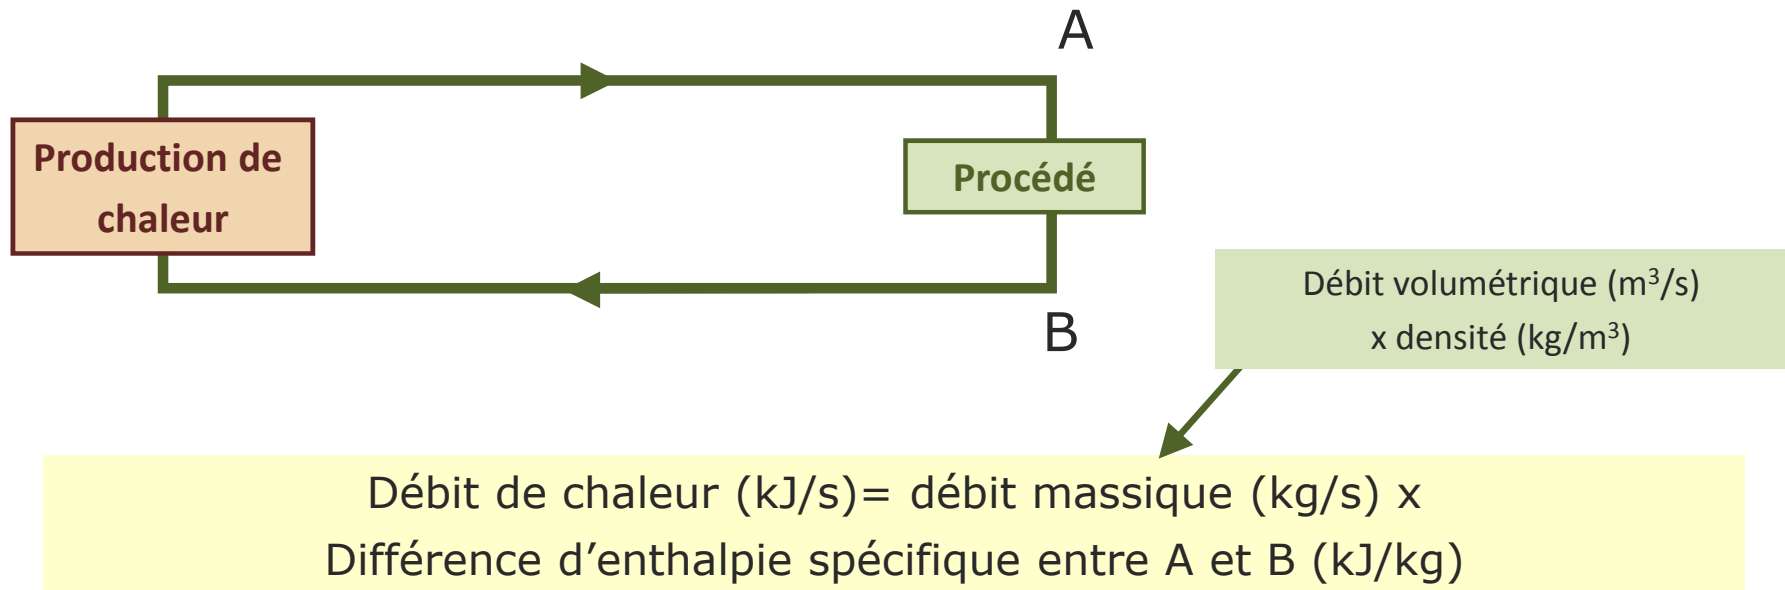 A
Production de
chaleur
Procédé
B
Débit volumétrique (m³/s)
x densité (kg/m³)
Débit de chaleur (kJ/s)= débit massique (kg/s) x
Différence d’enthalpie spécifique entre A et B (kJ/kg)